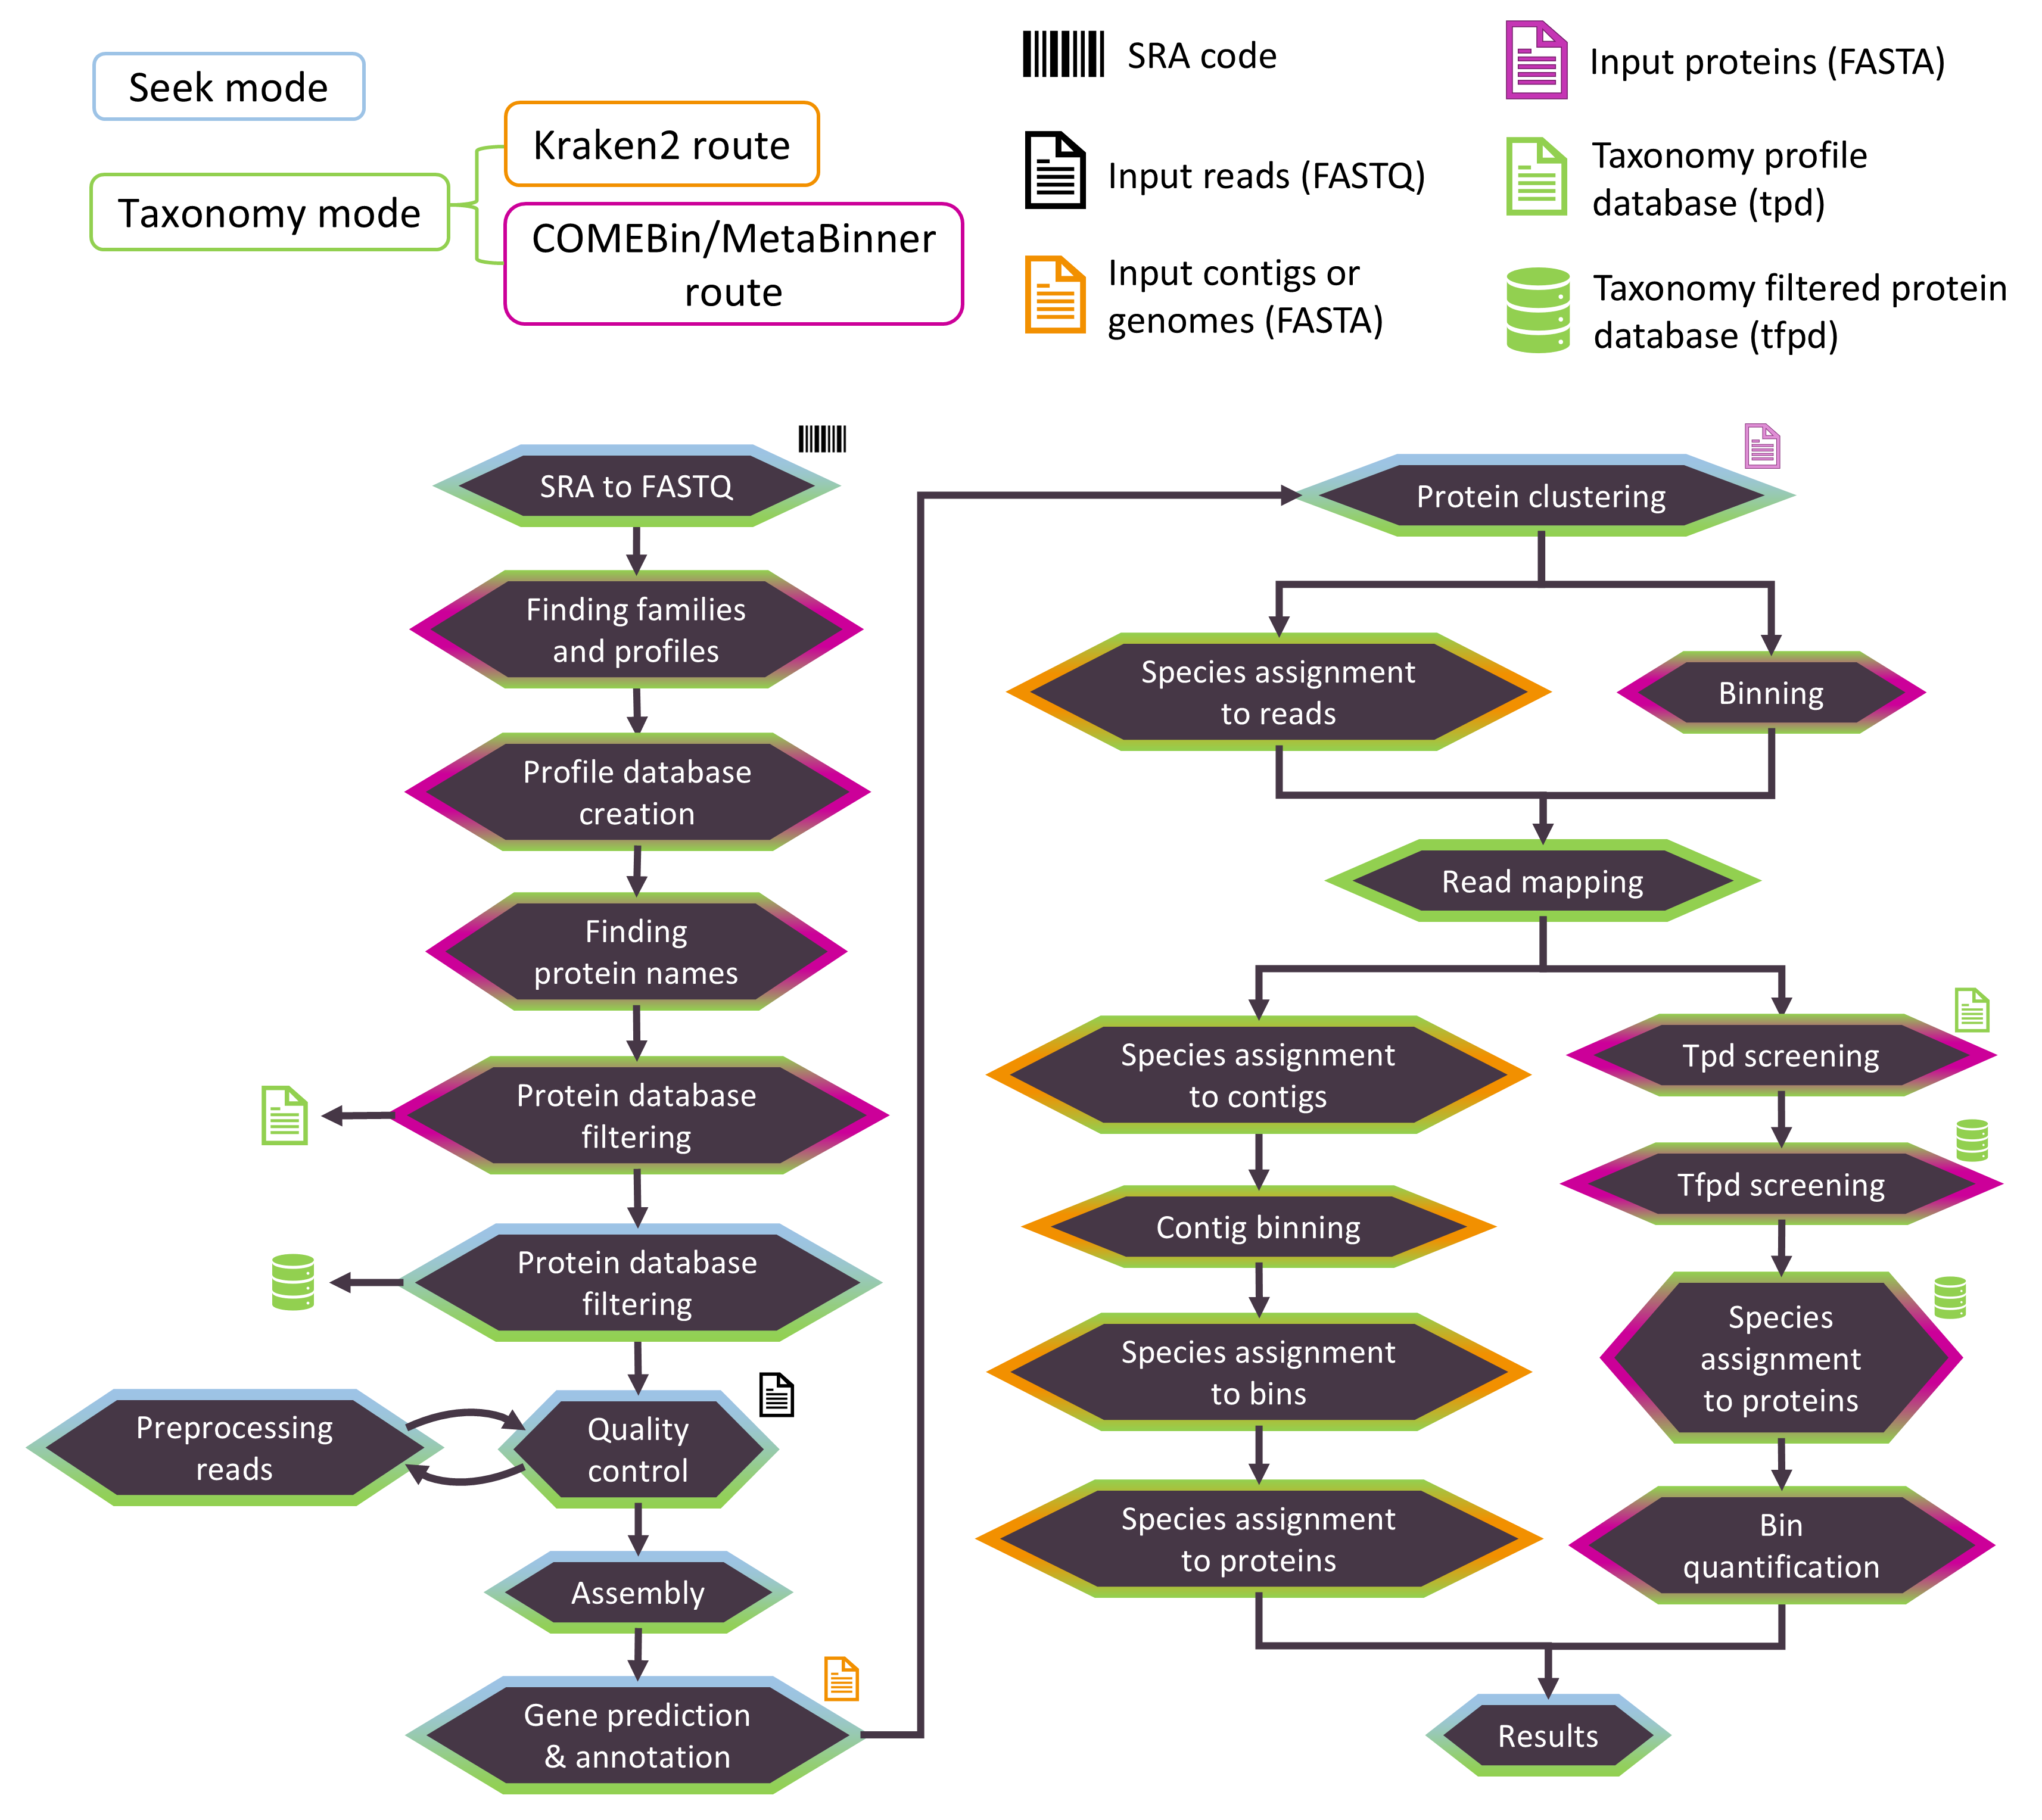 Seek mode
Taxonomy mode
Kraken2 route
COMEBin/MetaBinner
route
SRA code
Input reads (FASTQ)
Input contigs or
genomes (FASTA)
Input proteins (FASTA)
Taxonomy profile
database (tpd)
Taxonomy filtered protein
database (tfpd)
SRA to FASTQ
Finding families
and profiles
Profile database
creation
Finding
protein names
Protein database
filtering
Protein database
filtering
Preprocessing
reads
Quality
control
Assembly
Gene prediction
& annotation
Protein clustering
Species assignment
to reads
Binning
Read mapping
Species assignment
to contigs
Contig binning
Species assignment
to bins
Species assignment
to proteins
Tpd screening
Tfpd screening
Species
assignment
to proteins
Bin
quantification
Results